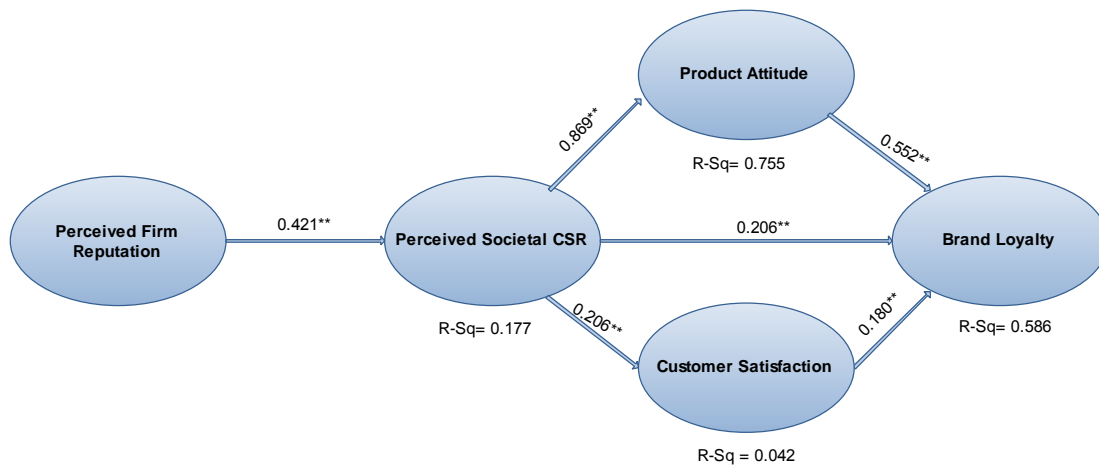 Product Attitude
0.869**
0.552**
R-Sq= 0.755
Perceived Firm
Reputation
0.421**
Perceived Societal CSR
0.206**
Brand Loyalty
R-Sq= 0.177
0.206**
0.180**
R-Sq= 0.586
Customer Satisfaction
R-Sq= 0.042